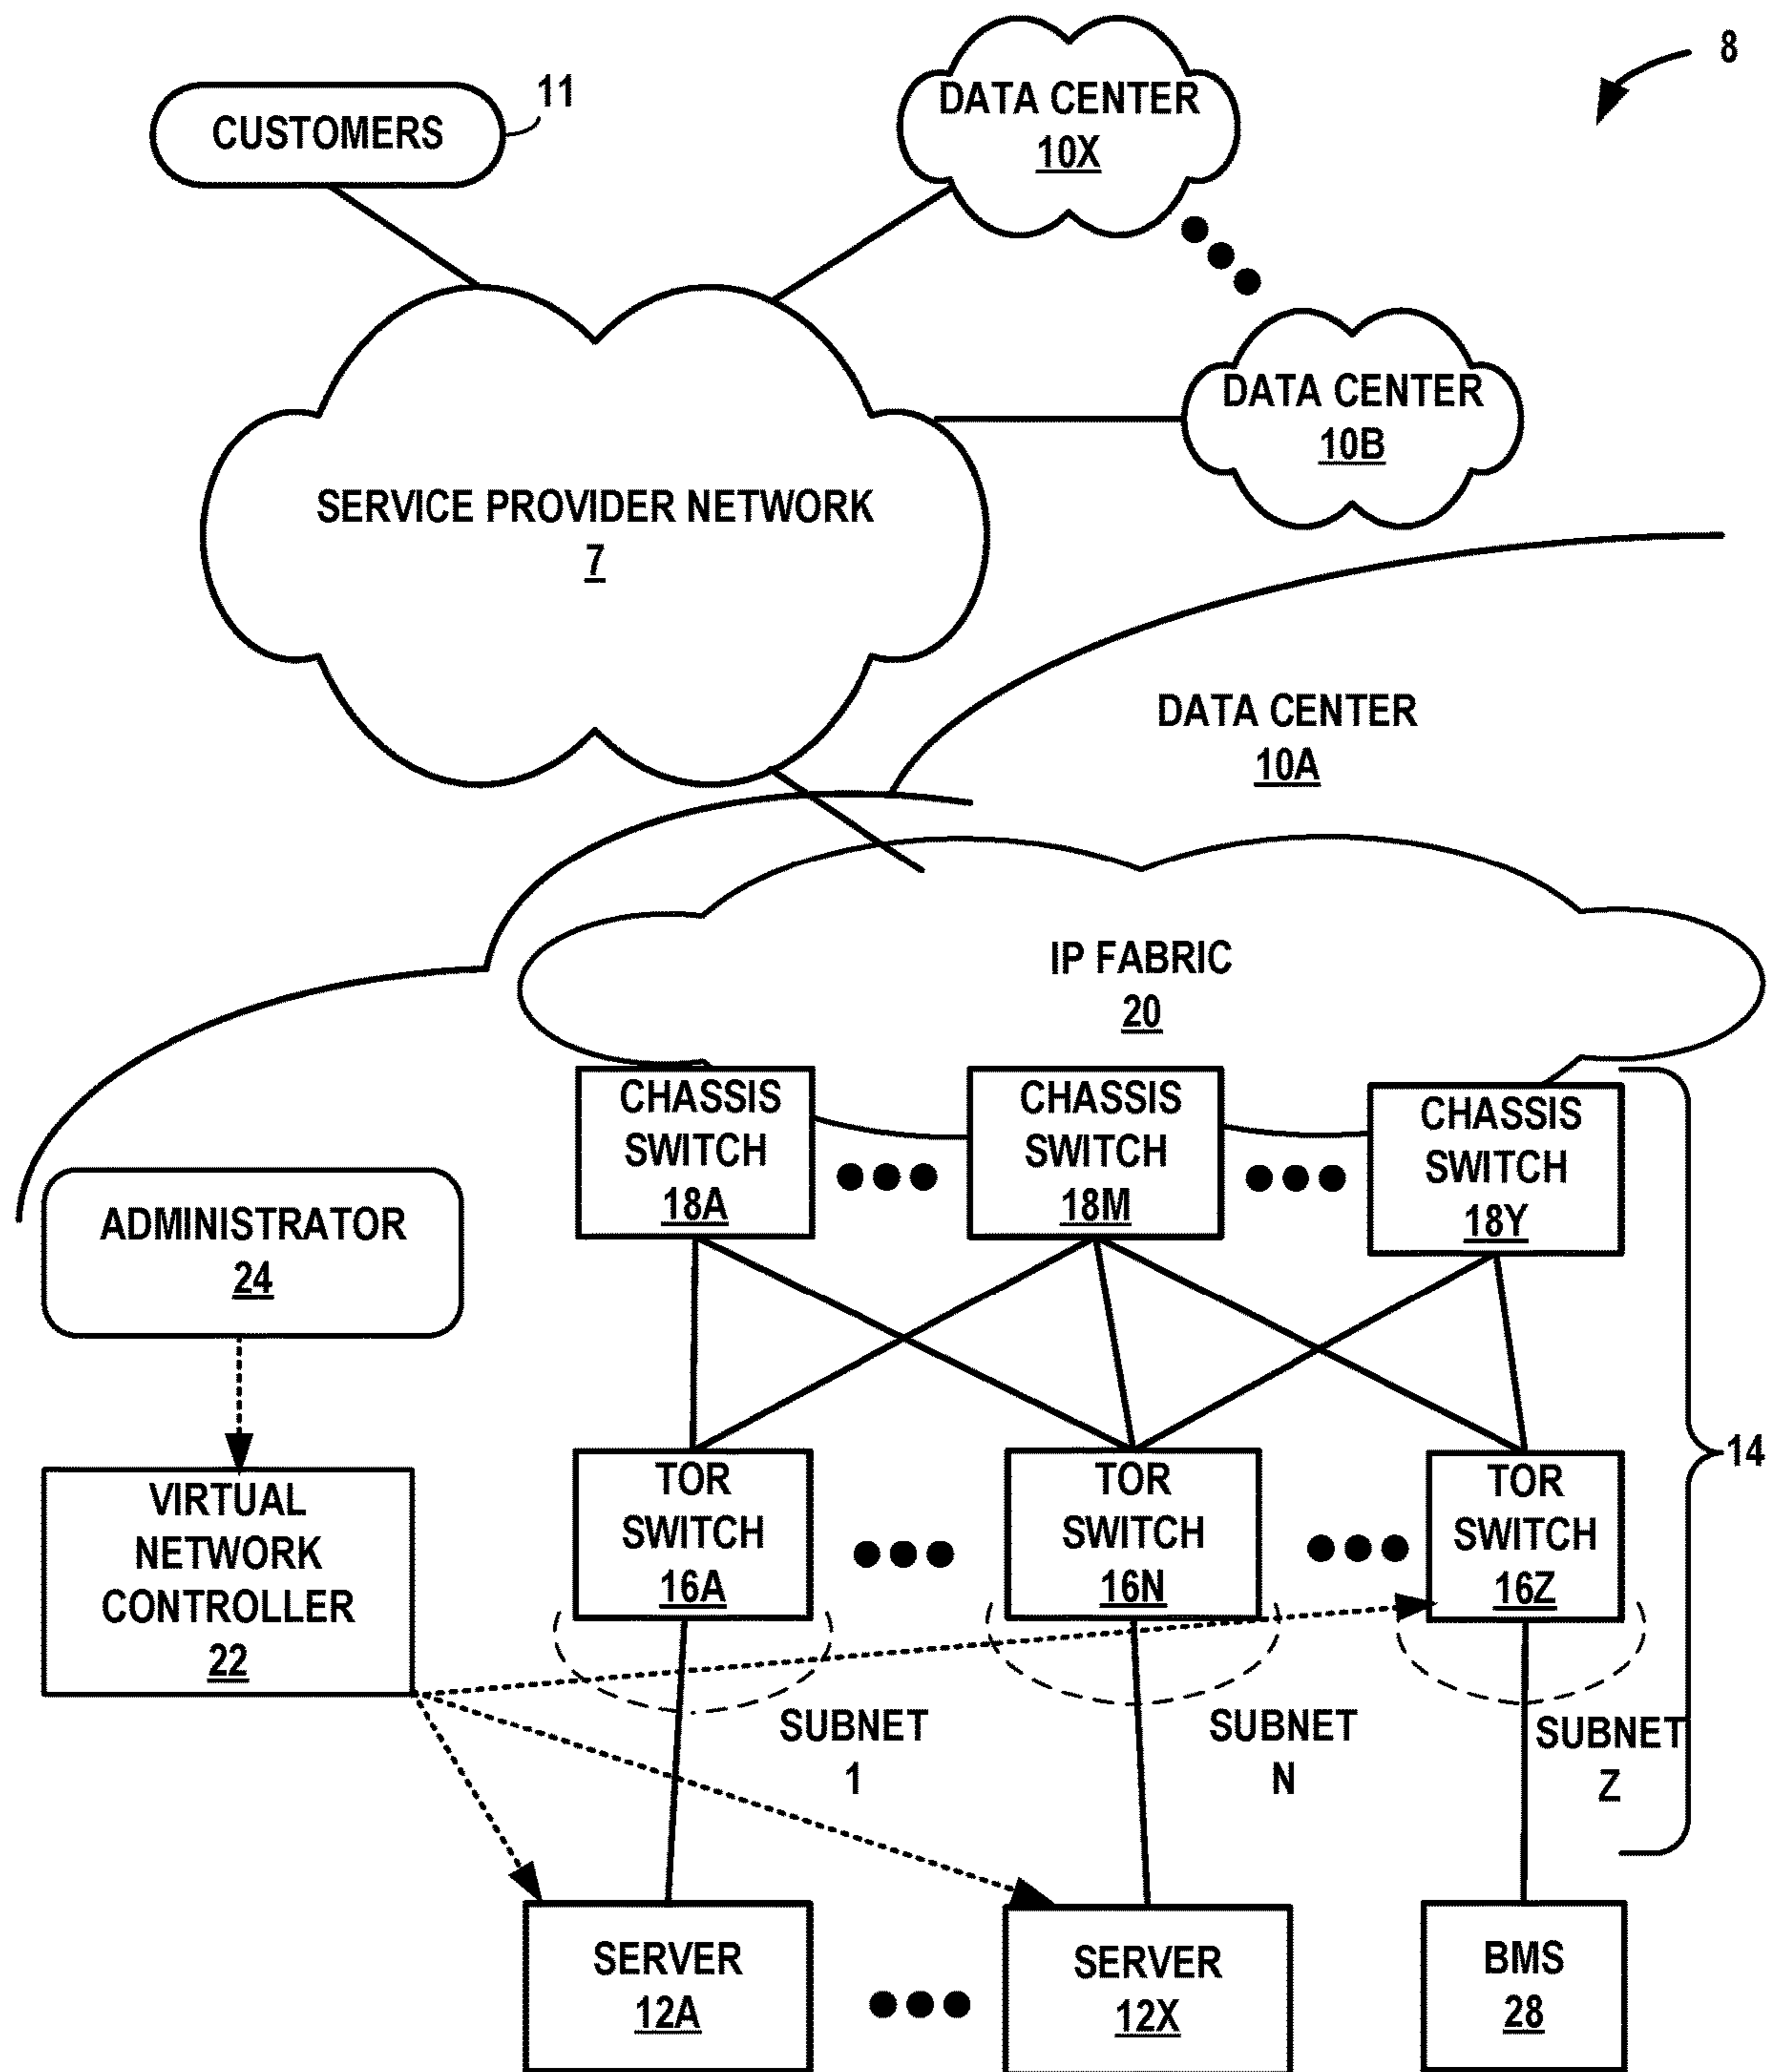 8
CUSTOMERS
11
DATA CENTER
10X
DATA CENTER
10B
SERVICE PROVIDER NETWORK
7
DATA CENTER
10A
IP FABRIC
20
CHASSIS
SWITCH
18A
CHASSIS
SWITCH
18M
CHASSIS
SWITCH
18Y
ADMINISTRATOR
24
14
VIRTUAL
NETWORK
CONTROLLER
22
TOR
SWITCH
16A
TOR
SWITCH
16N
TOR
SWITCH
16Z
SUBNET
1
SUBNET
N
SUBNET
Z
SERVER
12A
SERVER
12X
BMS
28